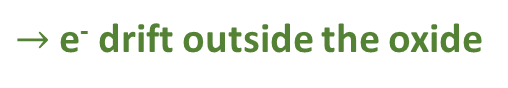 → e⁻ drift outside the oxide